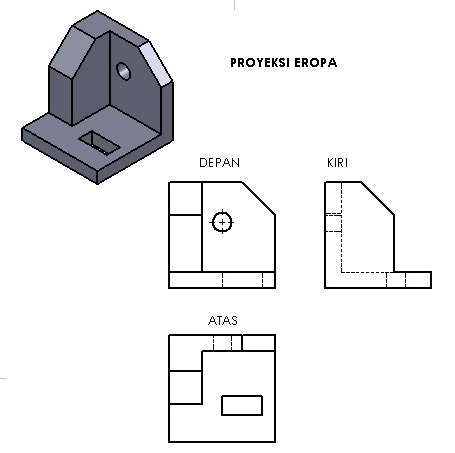 PROYEKSI EROPA
DEPAN
KIRI
ATAS